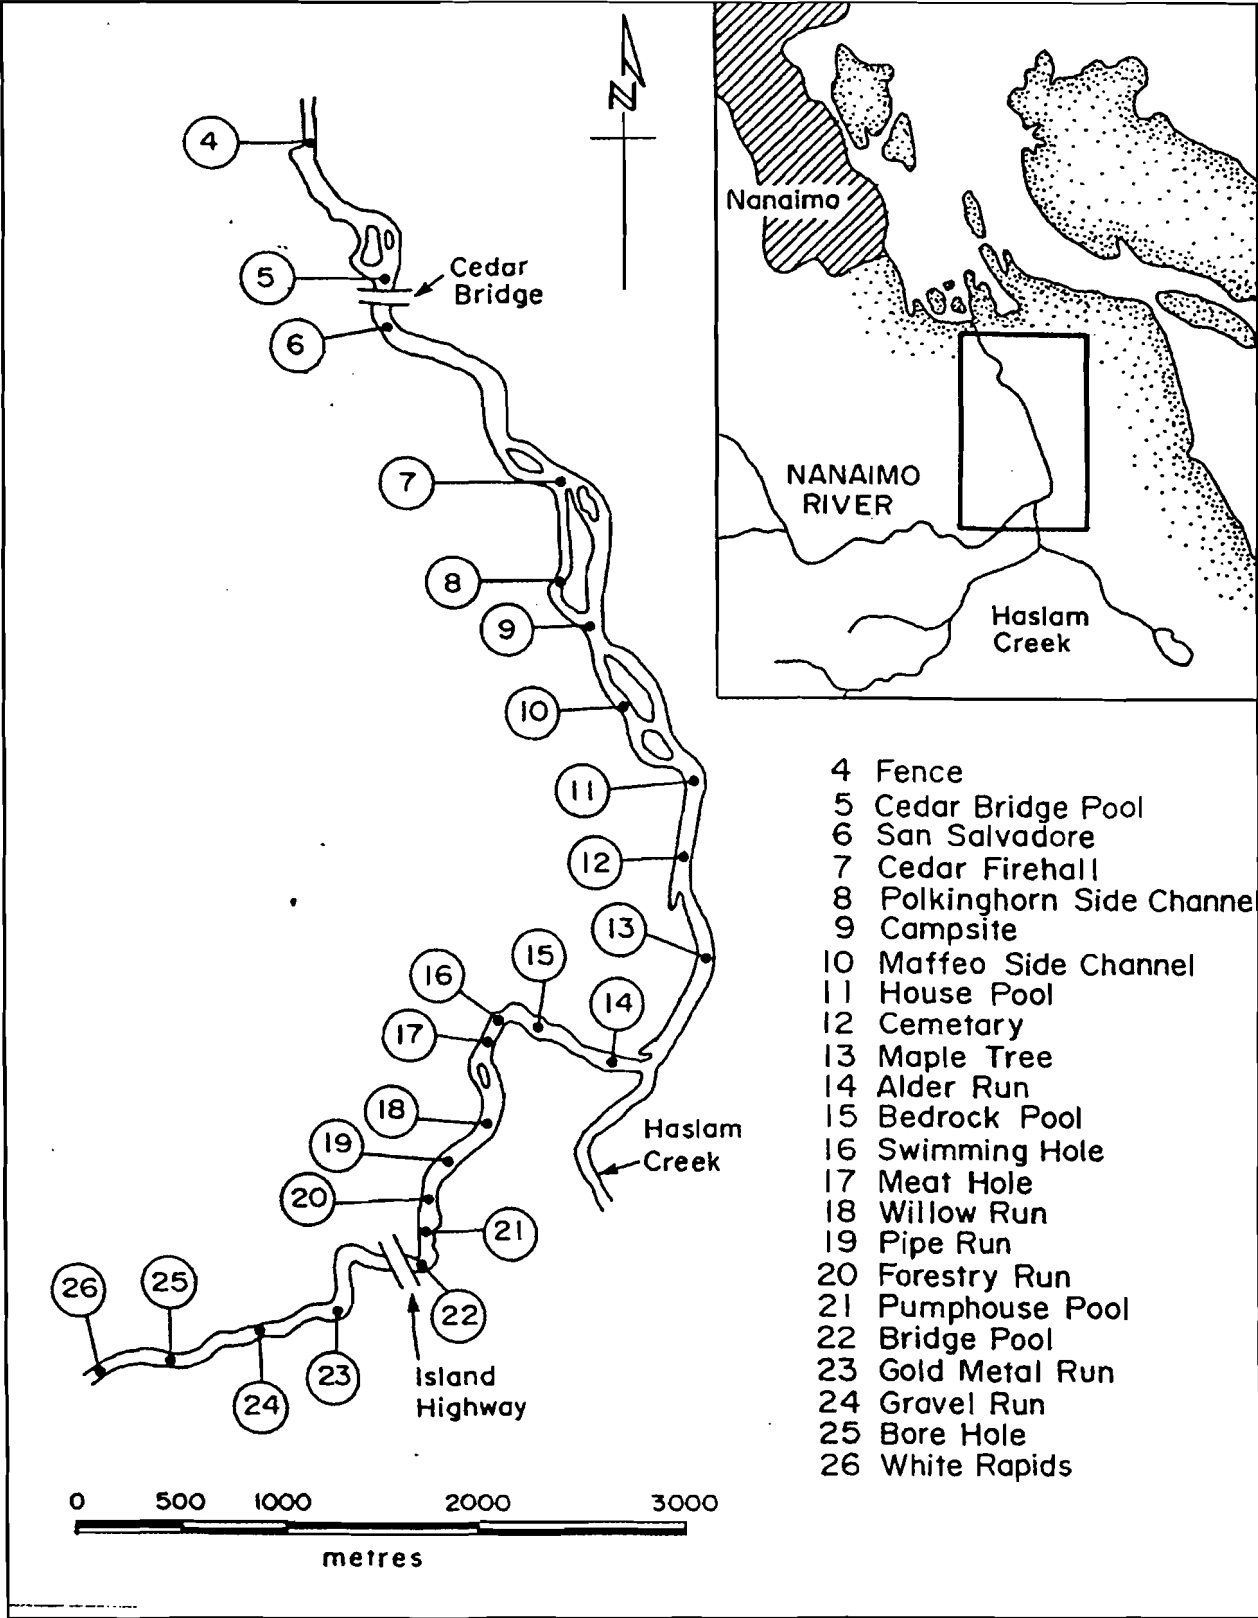 N
4
5
Cedar
Bridge
6
7
8
9
10
11
12
13
14
15
16
17
18
19
20
21
22
23
24
25
26
Haslam
Creek
Island
Highway
Nanaimo
NANAIMO
RIVER
Haslam
Creek
4 Fence
5 Cedar Bridge Pool
6 San Salvadore
7 Cedar Firehall
8 Polkinghorn Side Channel
9 Campsite
10 Maffeo Side Channel
11 House Pool
12 Cemetary
13 Maple Tree
14 Alder Run
15 Bedrock Pool
16 Swimming Hole
17 Meat Hole
18 Willow Run
19 Pipe Run
20 Forestry Run
21 Pumphouse Pool
22 Bridge Pool
23 Gold Metal Run
24 Gravel Run
25 Bore Hole
26 White Rapids
0 500 1000 2000 3000
metres